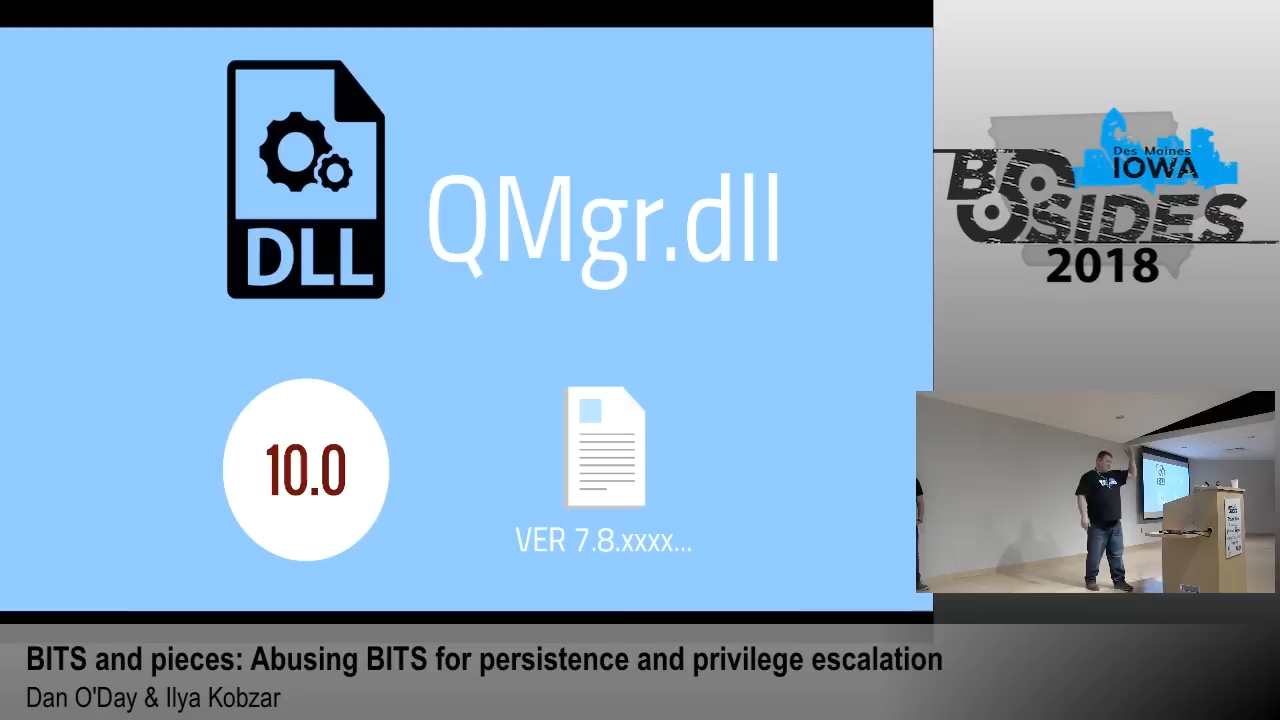 DLL
QMgr.dll
10.0
VER 7.8.xxxx...
Des Moines
IOWA
BSIDES
2018
BITS and pieces: Abusing BITS for persistence and privilege escalation
Dan O'Day & Ilya Kobzar